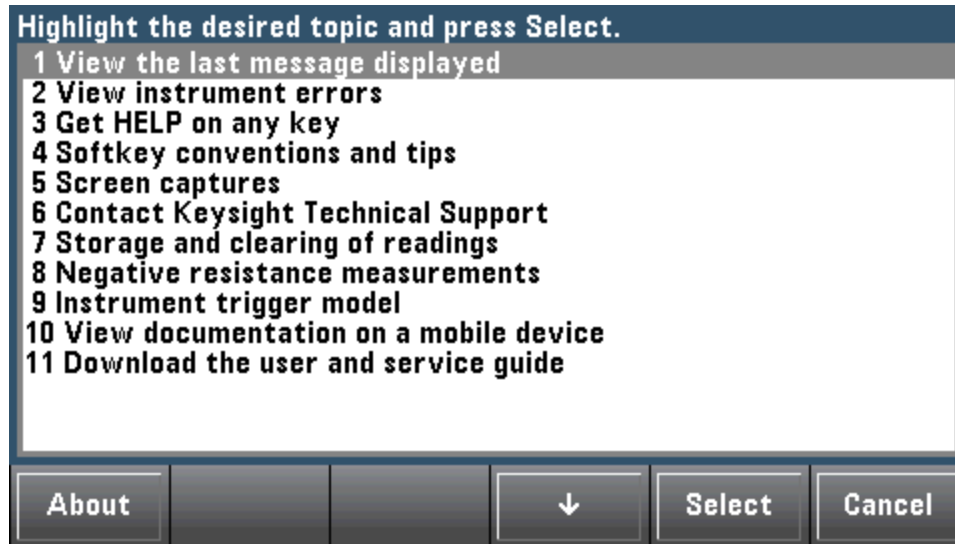 Highlight the desired topic and press Select.
1 View the last message displayed
2 View instrument errors
3 Get HELP on any key
4 Softkey conventions and tips
5 Screen captures
6 Contact Keysight Technical Support
7 Storage and clearing of readings
8 Negative resistance measurements
9 Instrument trigger model
10 View documentation on a mobile device
11 Download the user and service guide
About ↓ Select Cancel